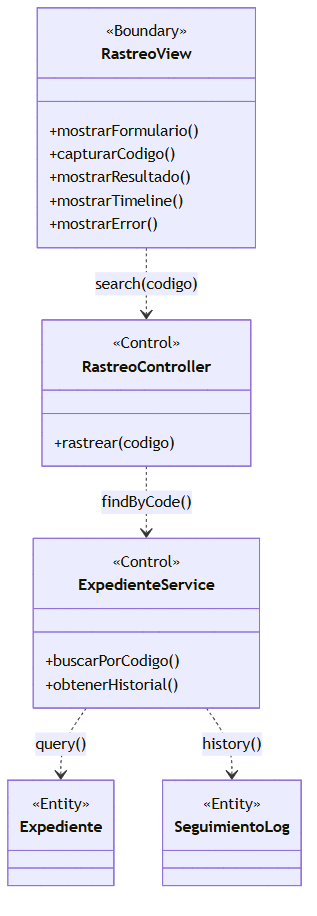 «Boundary»
RastreoView
+mostrarFormulario()
+capturarCodigo()
+mostrarResultado()
+mostrarTimeline()
+mostrarError()
search(codigo)
«Control»
RastreoController
+rastrear(codigo)
findByCode()
«Control»
ExpedienteService
+buscarPorCodigo()
+obtenerHistorial()
query()
history()
«Entity»
Expediente
«Entity»
SeguimientoLog